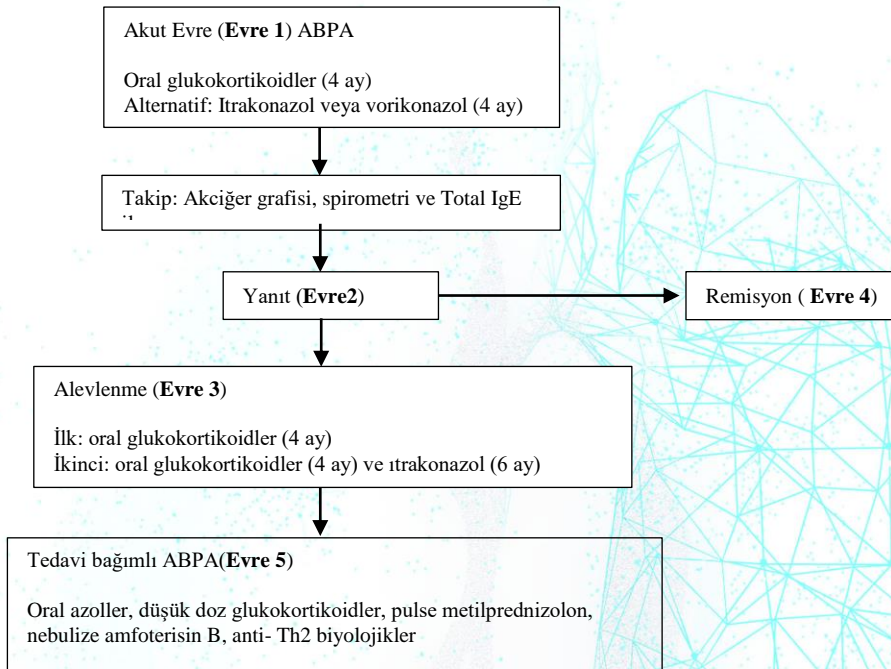 Akut Evre (Evre 1) ABPA
Oral glukokortikoidler (4 ay)
Alternatif: Itrakonazol veya vorikonazol (4 ay)
Takip: Akciğer grafisi, spirometri ve Total IgE
Yanıt (Evre2)
Remisyon ( Evre 4)
Alevlenme (Evre 3)
İlk: oral glukokortikoidler (4 ay)
İkinci: oral glukokortikoidler (4 ay) ve ıtrakonazol (6 ay)
Tedavi bağımlı ABPA(Evre 5)
Oral azoller, düşük doz glukokortikoidler, pulse metilprednizolon,
nebulize amfoterisin B, anti- Th2 biyolojikler